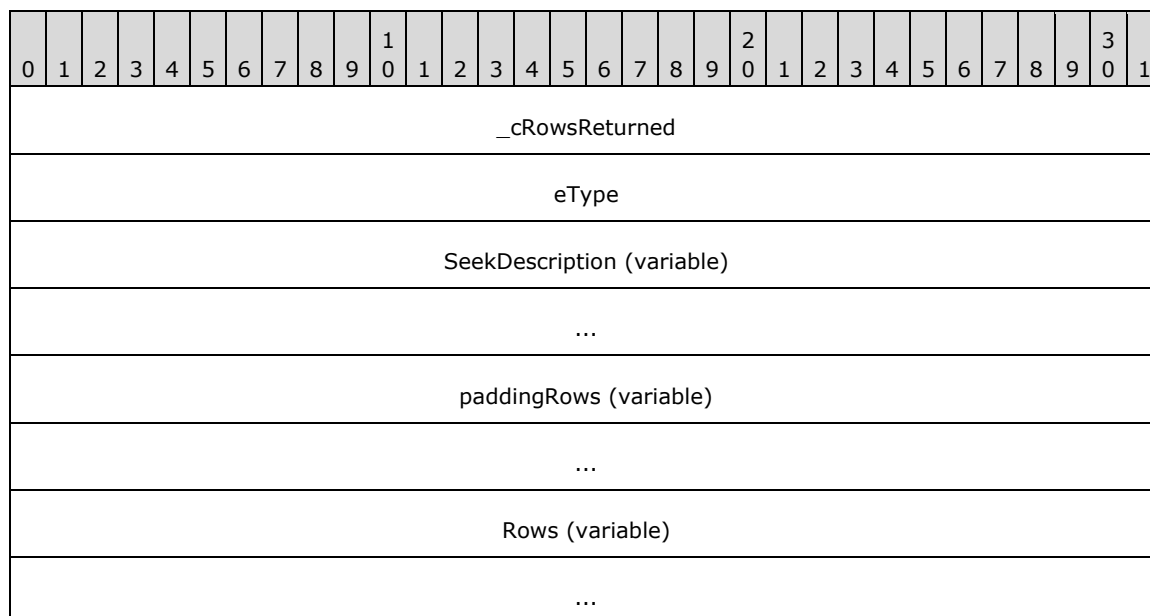 1 2 3
0 1 2 3 4 5 6 7 8 9 0 1 2 3 4 5 6 7 8 9 0 1 2 3 4 5 6 7 8 9 0 1
_cRowsReturned
eType
SeekDescription (variable)
...
paddingRows (variable)
...
Rows (variable)
...